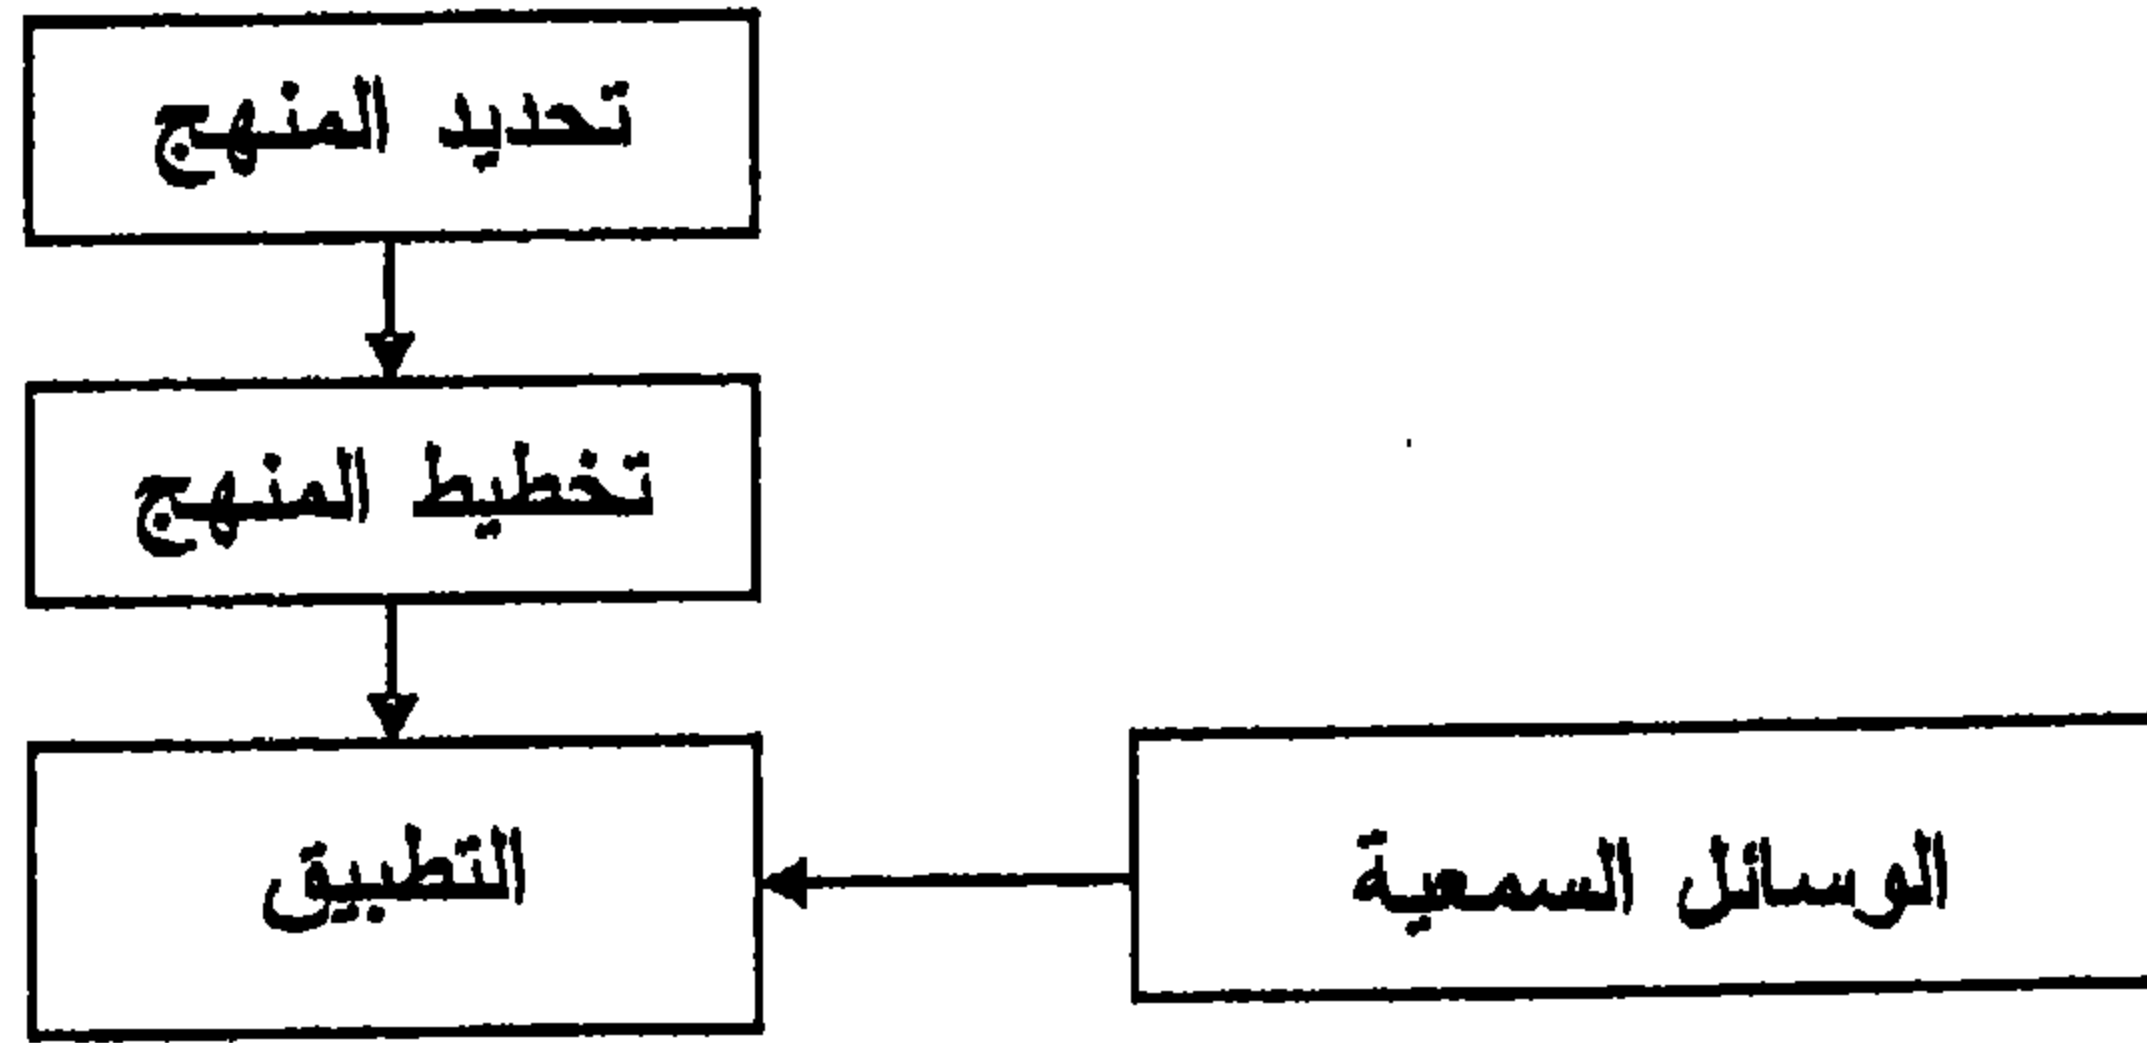 تحديد المنهج
تخطيط المنهج
الوسائل السمعية
التطبيق